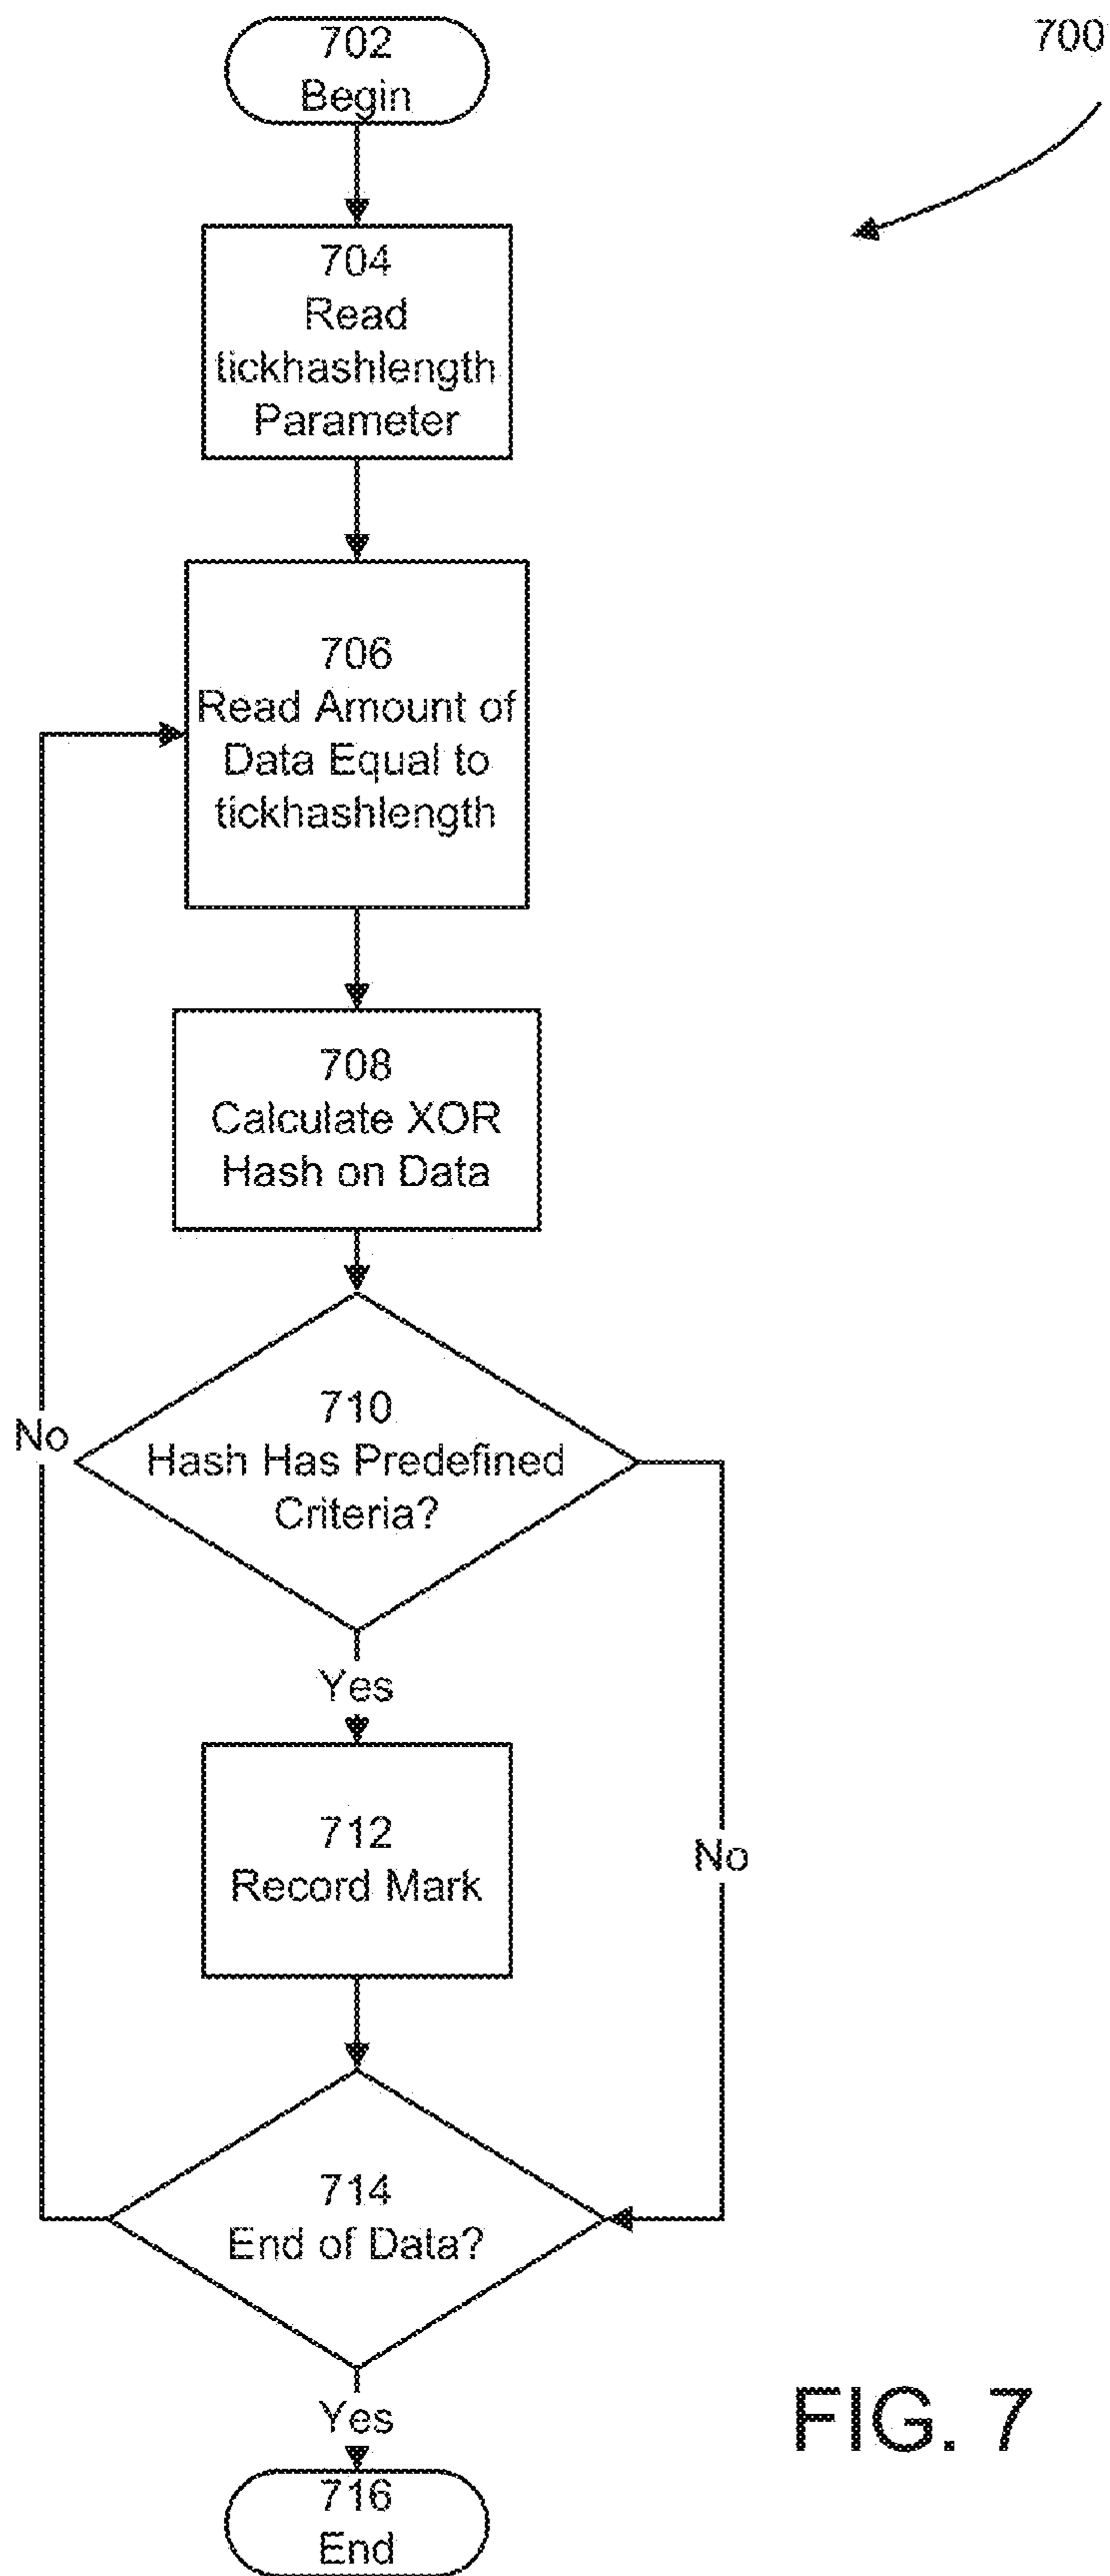 702
Begin
700
704
Read
tickhashlength
Parameter
706
Read Amount of
Data Equal to
tickhashlength
708
Calculate XOR
Hash on Data
710
Hash Has Predefined
Criteria?
No
Yes
712
Record Mark
No
714
End of Data?
Yes
716
End
FIG. 7